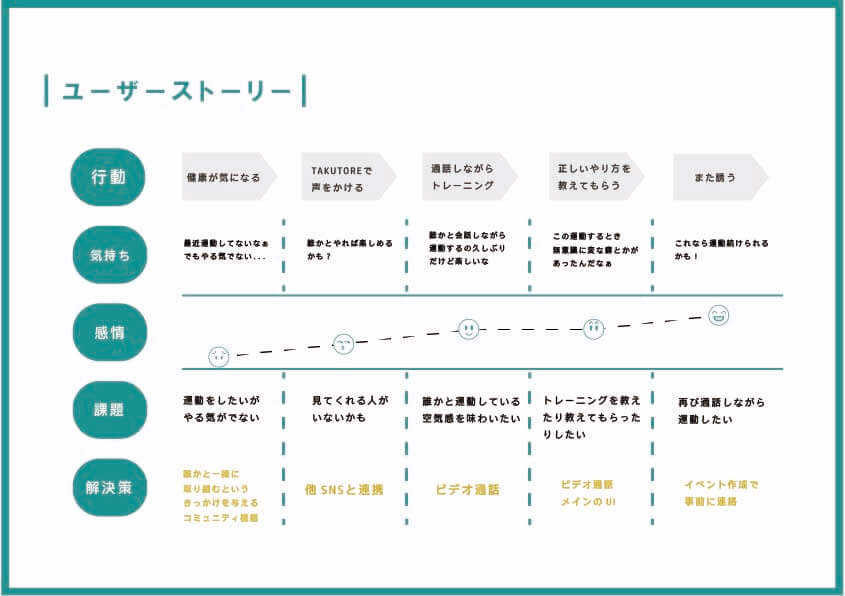 ユーザーストーリー
行動
健康が気になる
TAKUTOREで
声をかける
通話しながら
トレーニング
正しいやり方を
教えてもらう
また誘う
気持ち
最近運動してないなぁ
でもやる気でない...
誰かとやれば楽しめる
かも？
誰かと会話しながら
運動するの久しぶり
だけど楽しいな
この運動するとき
無意識に変な癖とかが
あったんだなぁ
これなら運動続けられる
かも！
感情
課題
運動をしたいが
やる気がでない
見てくれる人が
いないかも
誰かと運動している
空気感を味わいたい
トレーニングを教え
たり教えてもらった
りしたい
再び通話しながら
運動したい
解決策
誰かと一緒に
取り組むという
きっかけを与える
コミュニティ機能
他SNSと連携
ビデオ通話
ビデオ通話
メインのUI
イベント作成で
事前に連絡